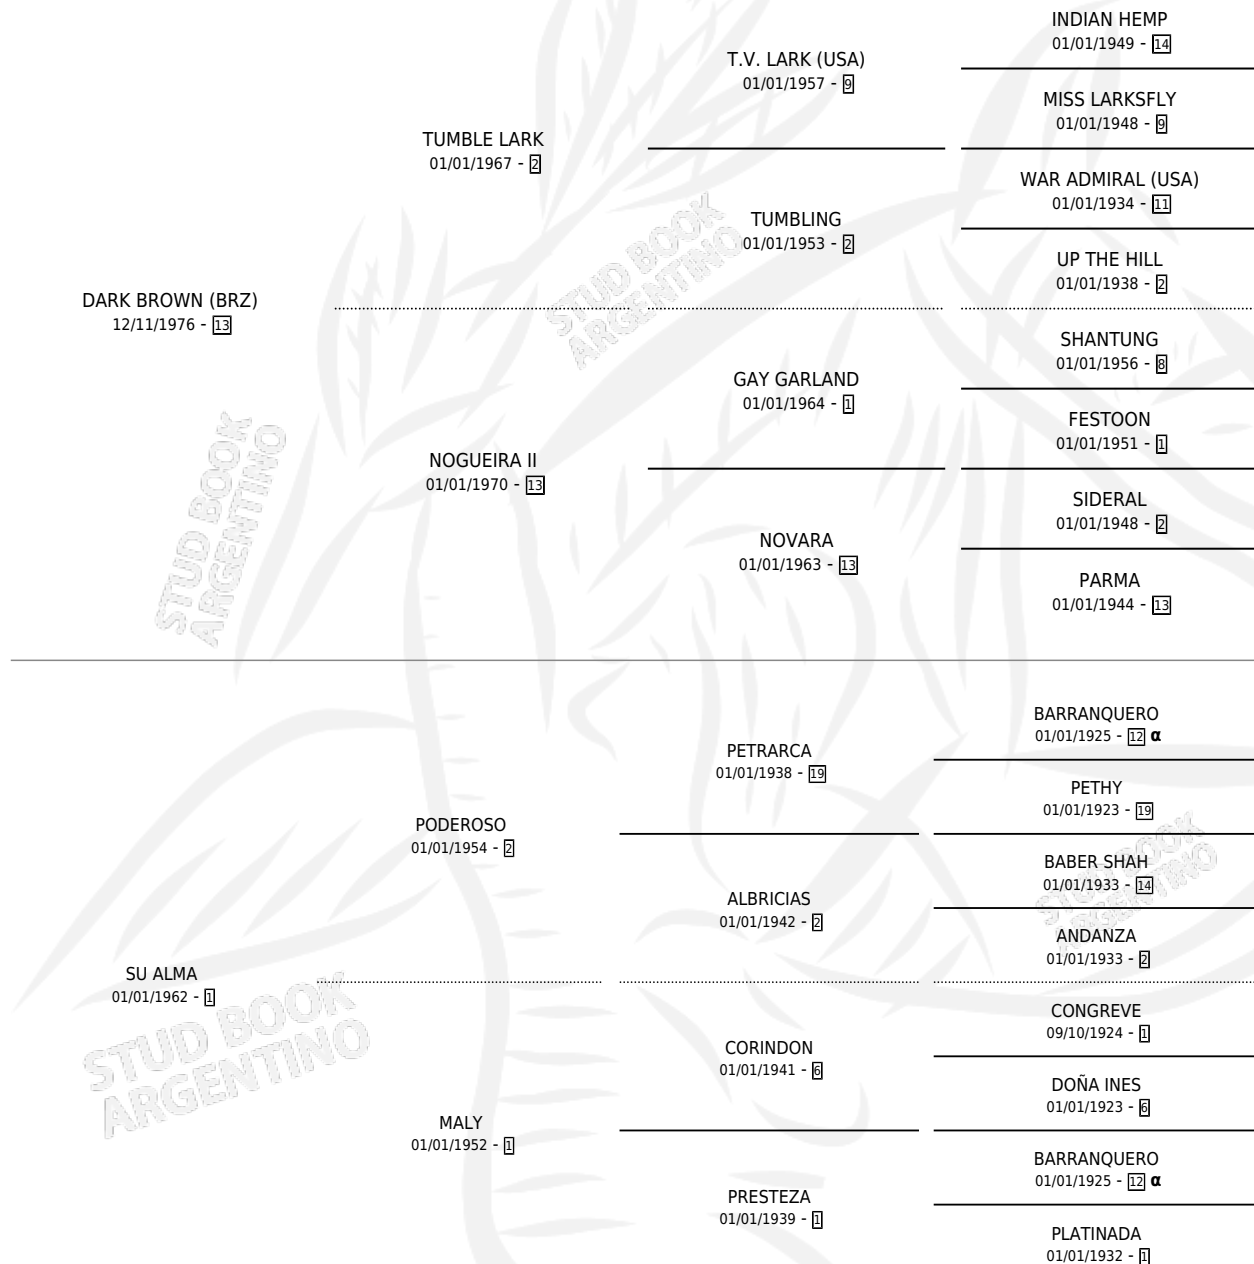 INDIAN HEMP
01/01/1949 - 14
T.V. LARK (USA)
01/01/1957 - 9
MISS LARKSFLY
01/01/1948 - 9
TUMBLE LARK
01/01/1967 - 2
WAR ADMIRAL (USA)
01/01/1934 - 11
TUMBLING
01/01/1953 - 2
UP THE HILL
01/01/1938 - 2
DARK BROWN (BRZ)
12/11/1976 - 13
SHANTUNG
01/01/1956 - 8
GAY GARLAND
01/01/1964 - 1
FESTOON
01/01/1951 - 1
NOGUEIRA II
01/01/1970 - 13
SIDERAL
01/01/1948 - 2
NOVARA
01/01/1963 - 13
PARMA
01/01/1944 - 13
BARRANQUERO
01/01/1925 - 12 α
PETRARCA
01/01/1938 - 19
PETHY
01/01/1923 - 19
PODEROSO
01/01/1954 - 2
BABER SHAH
01/01/1933 - 14
ALBRICIAS
01/01/1942 - 2
ANDANZA
01/01/1933 - 2
SU ALMA
01/01/1962 - 1
CONGREVE
09/10/1924 - 1
CORINDON
01/01/1941 - 6
DOÑA INES
01/01/1923 - 6
MALY
01/01/1952 - 1
BARRANQUERO
01/01/1925 - 12 α
PRESTEZA
01/01/1939 - 1
PLATINADA
01/01/1932 - 1
STUD BOOK
ARGENTINO
STUD BOOK
ARGENTINO
STUD BOOK
ARGENTINO
STUD BOOK
ARGENTINO